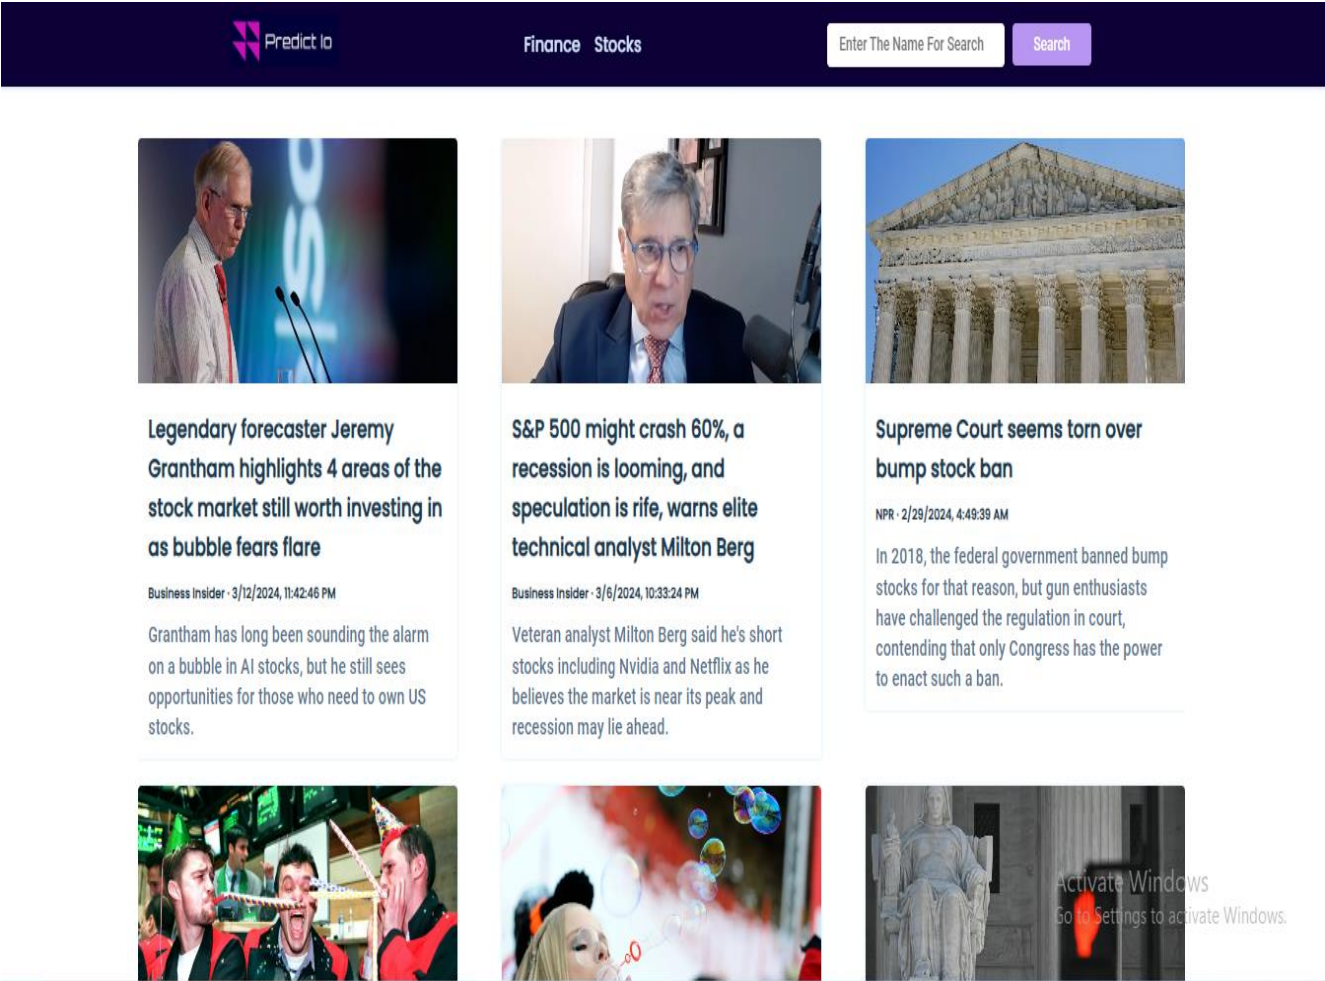 Predict Io
Finance Stocks
Enter The Name For Search
Search
Legendary forecaster Jeremy
Grantham highlights 4 areas of the
stock market still worth investing in
as bubble fears flare
Business Insider · 3/12/2024, 11:42:46 PM
Grantham has long been sounding the alarm
on a bubble in AI stocks, but he still sees
opportunities for those who need to own US
stocks.
S&P 500 might crash 60%, a
recession is looming, and
speculation is rife, warns elite
technical analyst Milton Berg
Business Insider · 3/6/2024, 10:33:24 PM
Veteran analyst Milton Berg said he's short
stocks including Nvidia and Netflix as he
believes the market is near its peak and
recession may lie ahead.
Supreme Court seems torn over
bump stock ban
NPR · 2/29/2024, 4:49:39 AM
In 2018, the federal government banned bump
stocks for that reason, but gun enthusiasts
have challenged the regulation in court,
contending that only Congress has the power
to enact such a ban.
Activate Windows
Go to Settings to activate Windows.